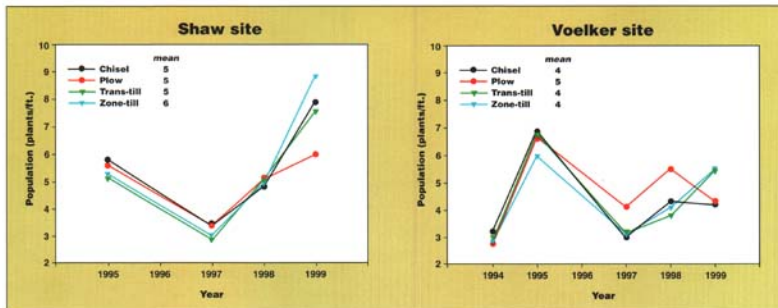 Shaw site
mean
Chisel 5
Plow 5
Trans-till 5
Zone-till 6
Population (plants/ft.)
10
9
8
7
6
5
4
3
2
1995 1996 1997 1998 1999
Year
Voelker site
mean
Chisel 4
Plow 5
Trans-till 4
Zone-till 4
Population (plants/ft.)
10
9
8
7
6
5
4
3
2
1994 1995 1996 1997 1998 1999
Year